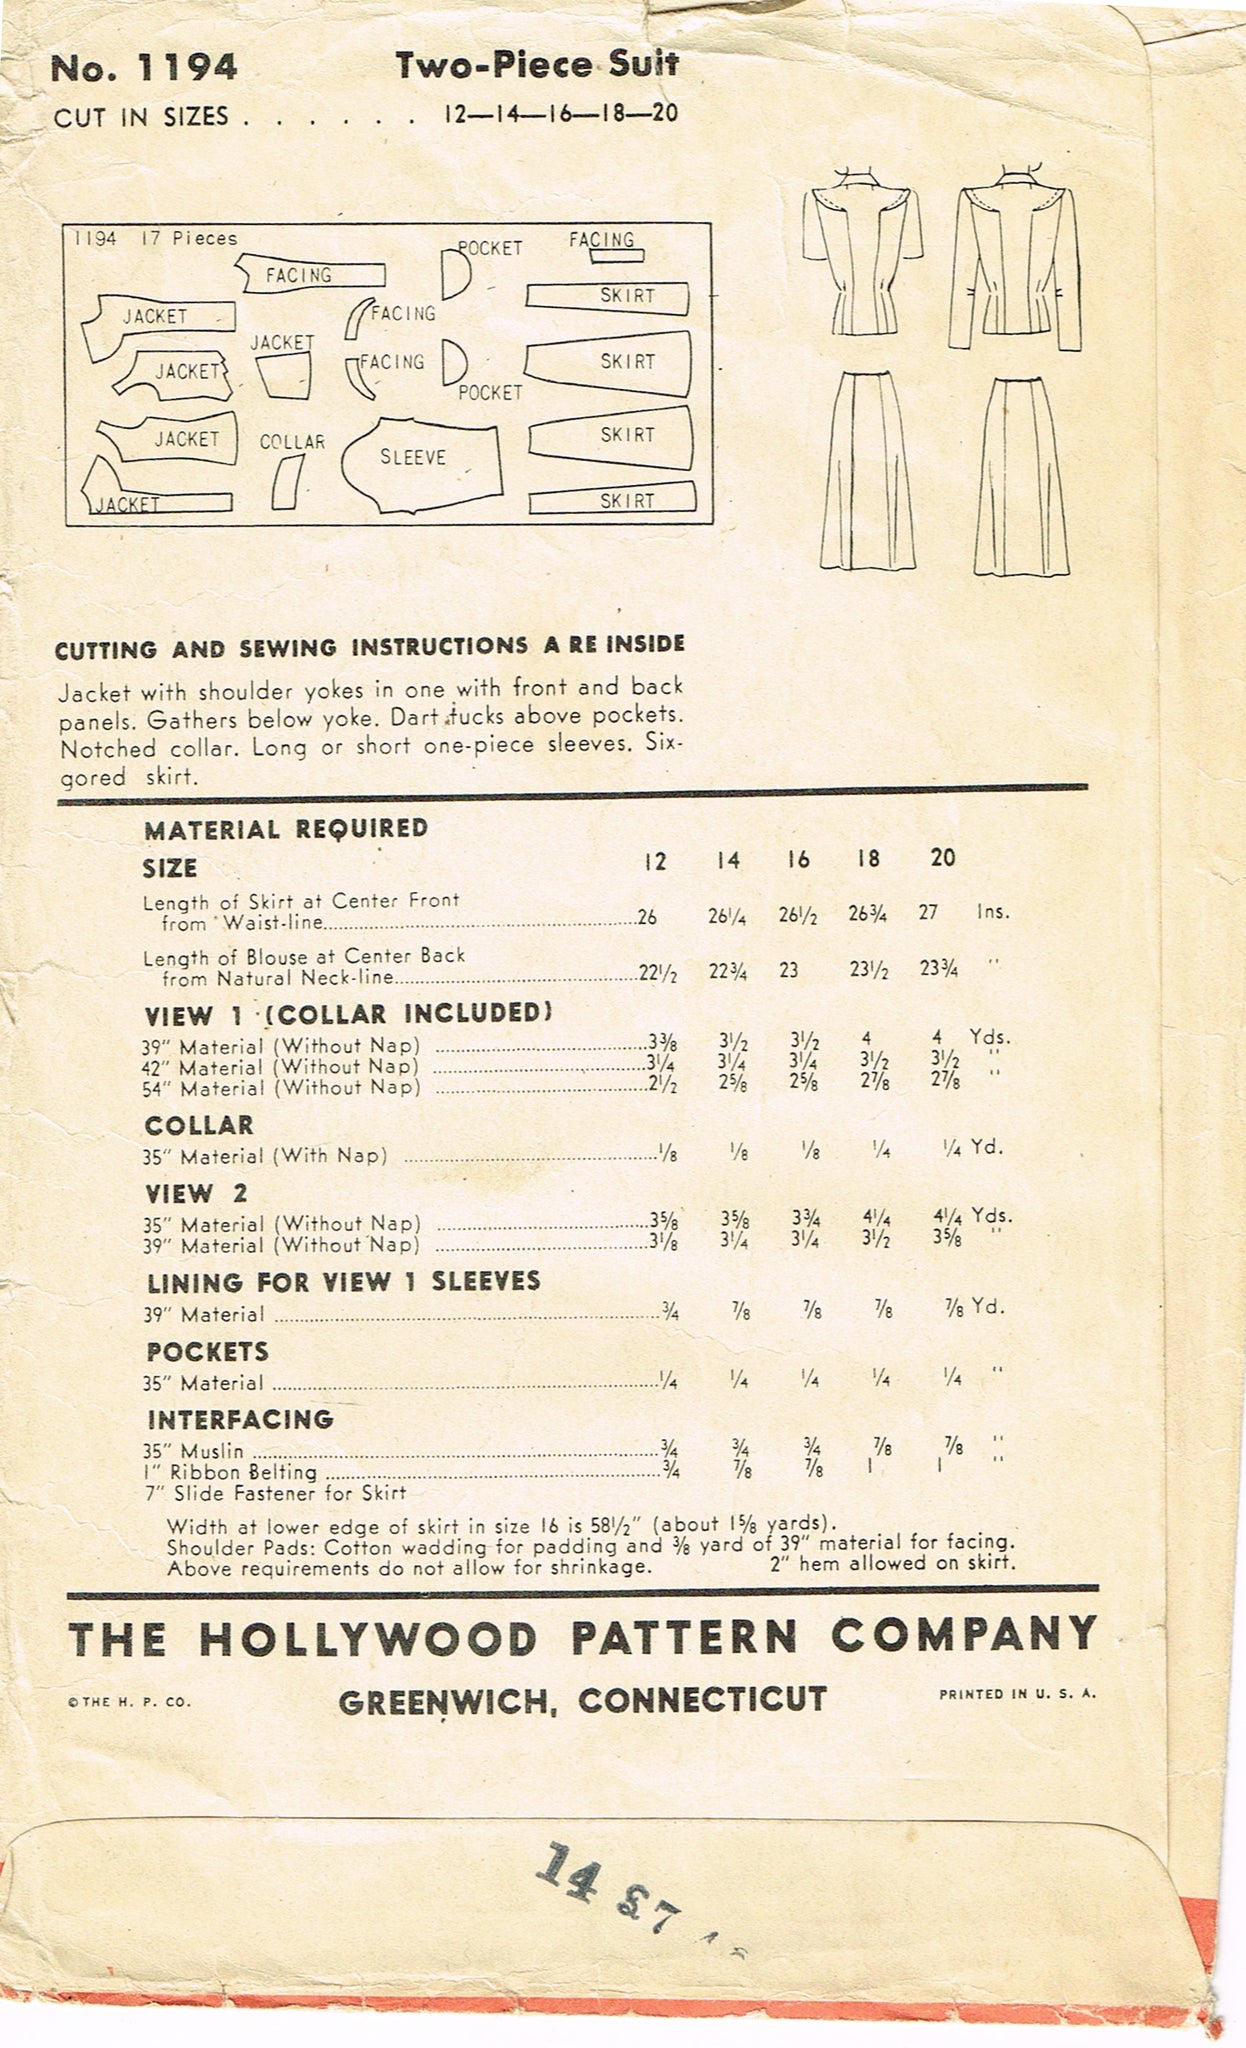 No. 1194 Two-Piece Suit
CUT IN SIZES . . . . . . 12—14—16—18—20
1194 17 Pieces
POCKET
FACING
FACING
SKIRT
JACKET
FACING
JACKET
FACING
SKIRT
JACKET
POCKET
JACKET
COLLAR
SLEEVE
SKIRT
JACKET
SKIRT
CUTTING AND SEWING INSTRUCTIONS ARE INSIDE
Jacket with shoulder yokes in one with front and back
panels. Gathers below yoke. Dart tucks above pockets.
Notched collar. Long or short one-piece sleeves. Six-
gored skirt.
MATERIAL REQUIRED
SIZE 12 14 16 18 20
Length of Skirt at Center Front
from Waist-line 26 26¼ 26½ 26¾ 27 Ins.
Length of Blouse at Center Back
from Natural Neck-line 22½ 22¾ 23 23½ 23¾ "
VIEW 1 (COLLAR INCLUDED)
39" Material (Without Nap) 3⅜ 3½ 3½ 4 4 Yds.
42" Material (Without Nap) 3¼ 3¼ 3¼ 3½ 3½ "
54" Material (Without Nap) 2½ 2⅝ 2⅝ 2⅞ 2⅞ "
COLLAR
35" Material (With Nap) ⅛ ⅛ ⅛ ¼ ¼ Yd.
VIEW 2
35" Material (Without Nap) 3⅝ 3⅝ 3¾ 4¼ 4¼ Yds.
39" Material (Without Nap) 3⅛ 3¼ 3¼ 3½ 3⅝ "
LINING FOR VIEW 1 SLEEVES
39" Material ¾ ⅞ ⅞ ⅞ ⅞ Yd.
POCKETS
35" Material ¼ ¼ ¼ ¼ ¼ "
INTERFACING
35" Muslin ¾ ¾ ¾ ⅞ ⅞ "
1" Ribbon Belting ¾ ⅞ ⅞ 1 1 "
7" Slide Fastener for Skirt
Width at lower edge of skirt in size 16 is 58½" (about 1⅝ yards).
Shoulder Pads: Cotton wadding for padding and ⅜ yard of 39" material for facing.
Above requirements do not allow for shrinkage. 2" hem allowed on skirt.
THE HOLLYWOOD PATTERN COMPANY
© THE H. P. CO. GREENWICH, CONNECTICUT PRINTED IN U. S. A.
14 S7